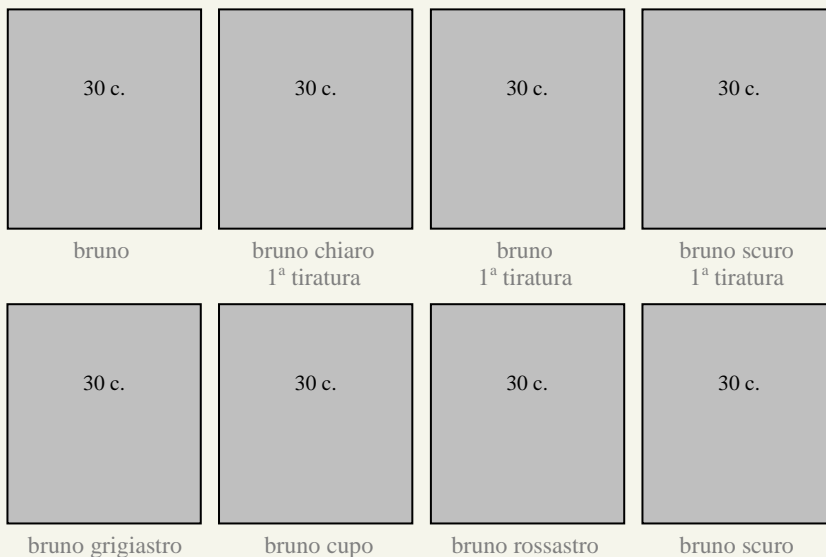 30 c. 30 c. 30 c. 30 c.
bruno bruno chiaro bruno bruno scuro
1ª tiratura 1ª tiratura 1ª tiratura
30 c. 30 c. 30 c. 30 c.
bruno grigiastro bruno cupo bruno rossastro bruno scuro